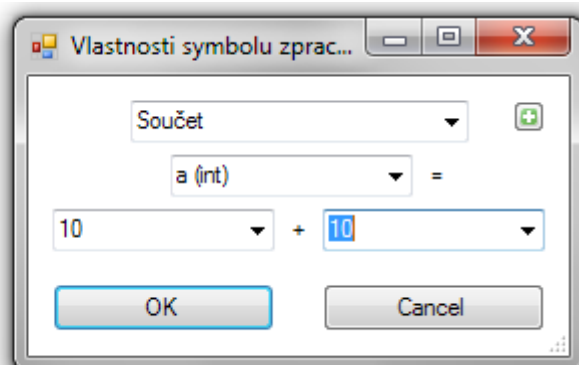 Vlastnosti symbolu zprac...
Součet
a (int) =
10 + 10
OK Cancel